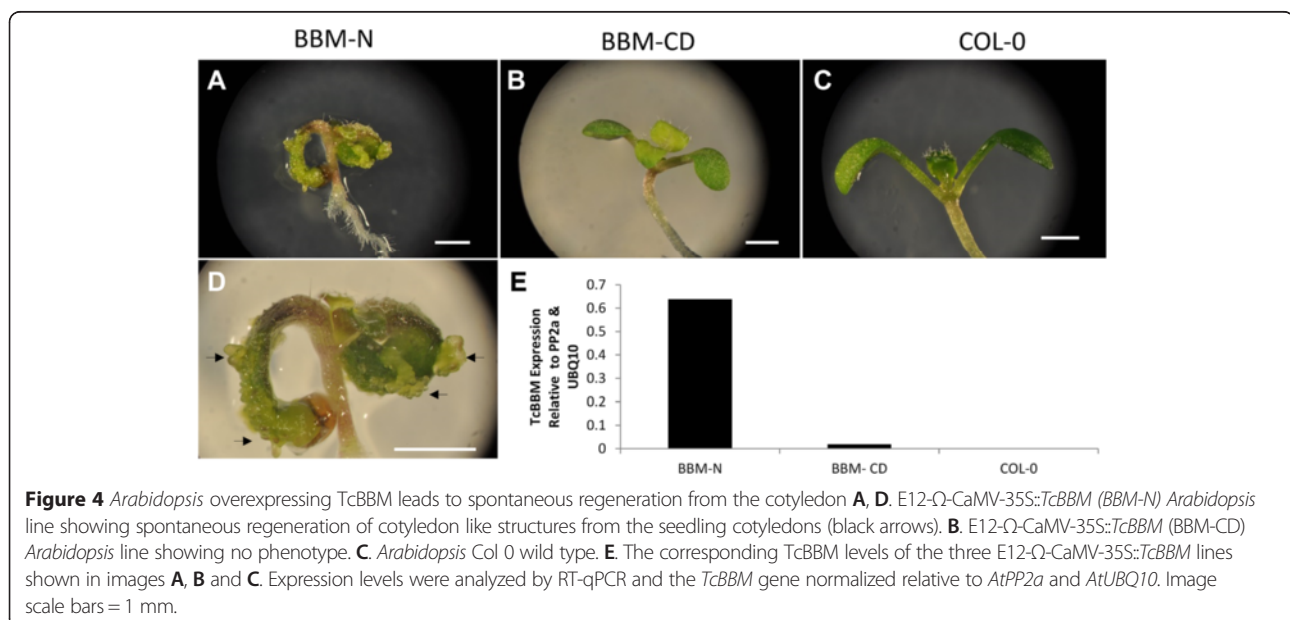 BBM-N BBM-CD COL-0
A B C
D E
0.7
0.6
0.5
0.4
0.3
0.2
0.1
0
TcBBM Expression
Relative to PP2a &
UBQ10
BBM-N BBM- CD COL-0
Figure 4 Arabidopsis overexpressing TcBBM leads to spontaneous regeneration from the cotyledon A, D. E12-Ω-CaMV-35S::TcBBM (BBM-N) Arabidopsis
line showing spontaneous regeneration of cotyledon like structures from the seedling cotyledons (black arrows). B. E12-Ω-CaMV-35S::TcBBM (BBM-CD)
Arabidopsis line showing no phenotype. C. Arabidopsis Col 0 wild type. E. The corresponding TcBBM levels of the three E12-Ω-CaMV-35S::TcBBM lines
shown in images A, B and C. Expression levels were analyzed by RT-qPCR and the TcBBM gene normalized relative to AtPP2a and AtUBQ10. Image
scale bars = 1 mm.